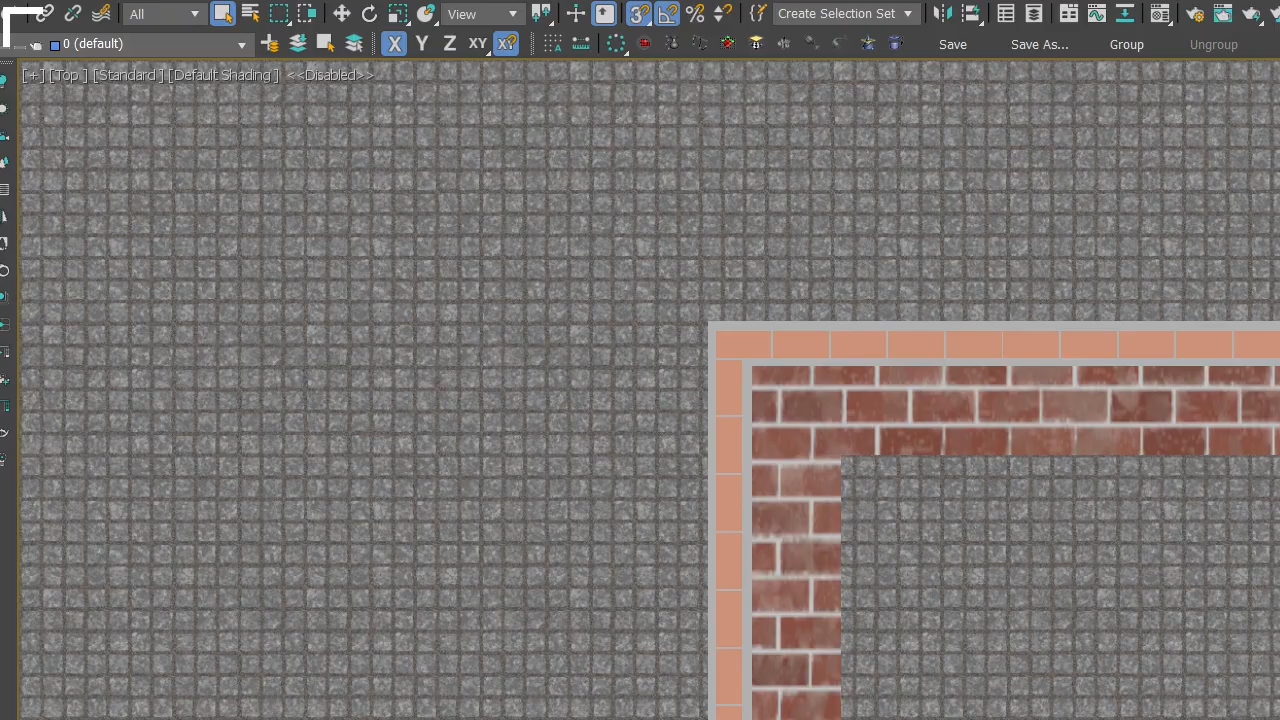 All View Create Selection Set
0 (default) X Y Z XY XY Save Save As... Group Ungroup
[+] [Top ] [Standard ] [Default Shading ] <<Disabled>>